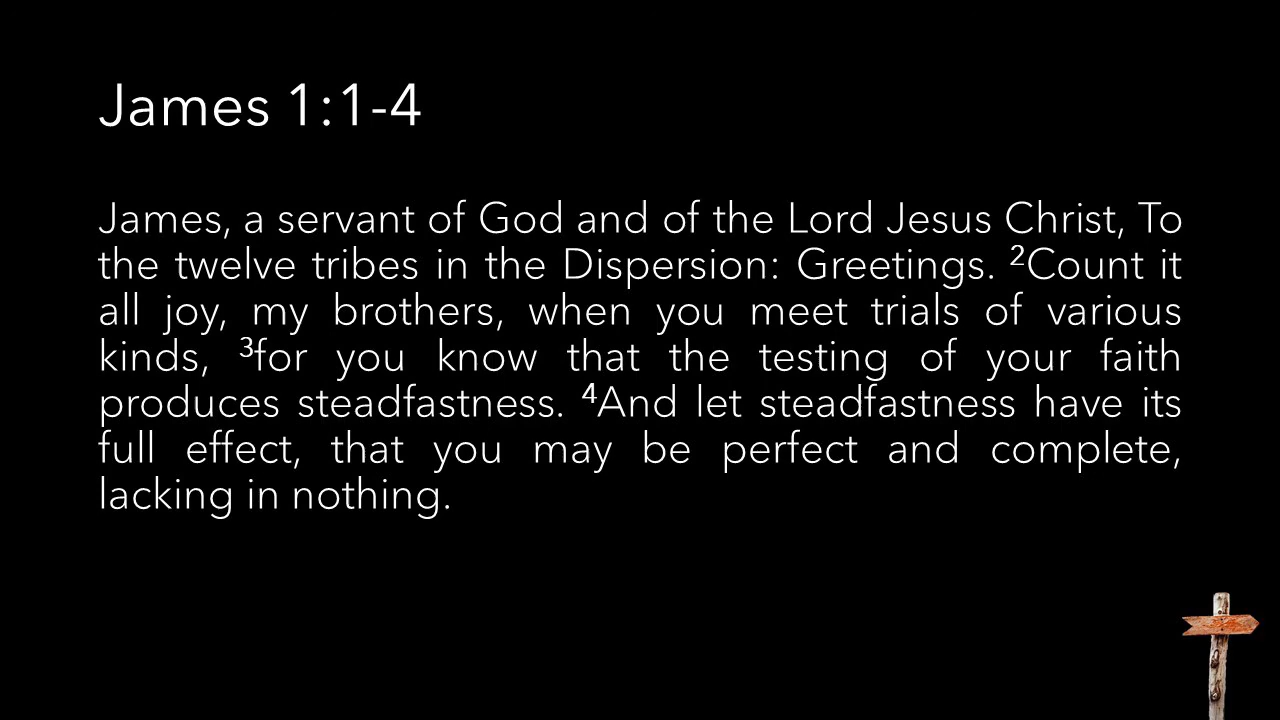 James 1:1-4
James, a servant of God and of the Lord Jesus Christ, To
the twelve tribes in the Dispersion: Greetings. ²Count it
all joy, my brothers, when you meet trials of various
kinds, ³for you know that the testing of your faith
produces steadfastness. ⁴And let steadfastness have its
full effect, that you may be perfect and complete,
lacking in nothing.